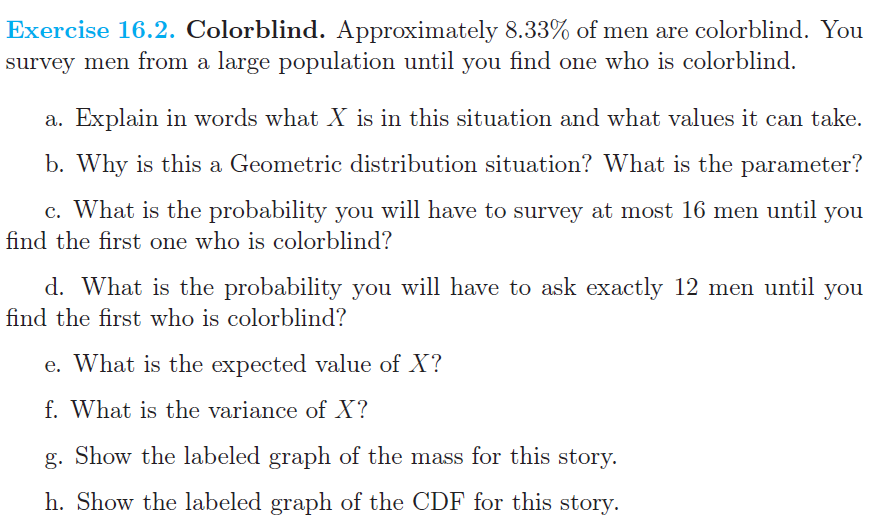 Exercise 16.2. Colorblind. Approximately 8.33% of men are colorblind. You
survey men from a large population until you find one who is colorblind.
a. Explain in words what X is in this situation and what values it can take.
b. Why is this a Geometric distribution situation? What is the parameter?
c. What is the probability you will have to survey at most 16 men until you
find the first one who is colorblind?
d. What is the probability you will have to ask exactly 12 men until you
find the first who is colorblind?
e. What is the expected value of X?
f. What is the variance of X?
g. Show the labeled graph of the mass for this story.
h. Show the labeled graph of the CDF for this story.